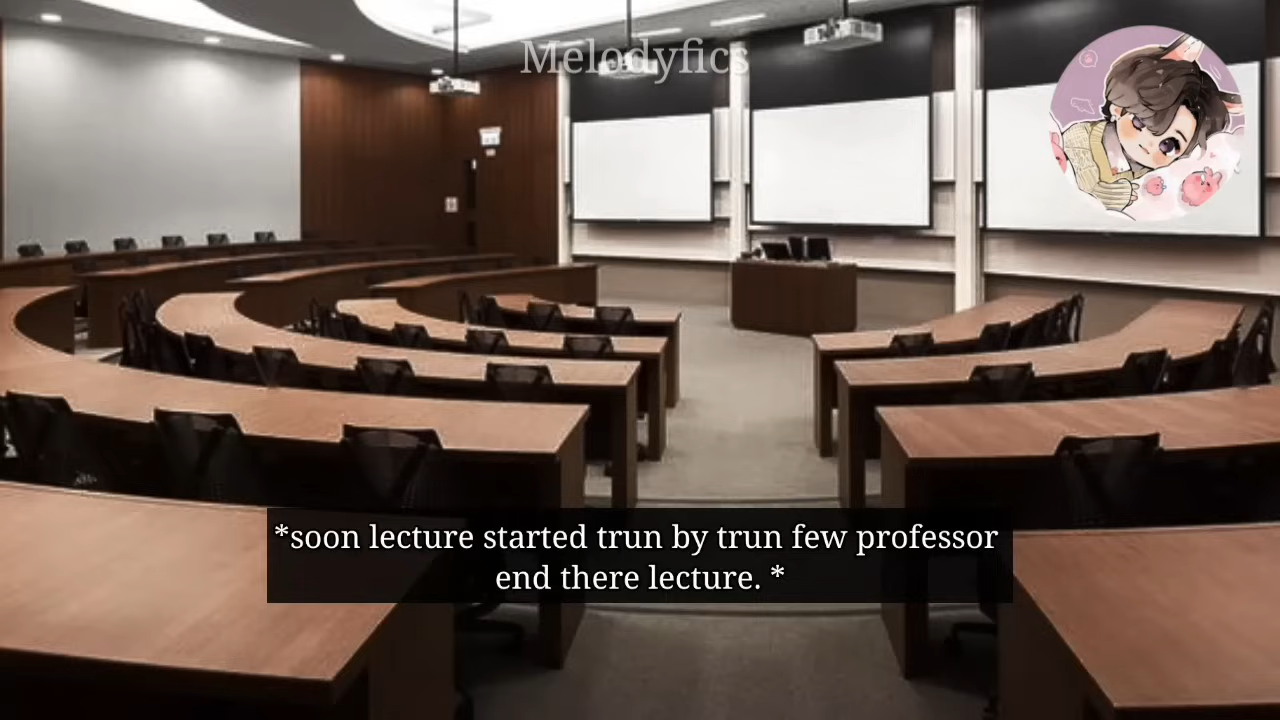 Melodyfics
*soon lecture started trun by trun few professor
end there lecture. *